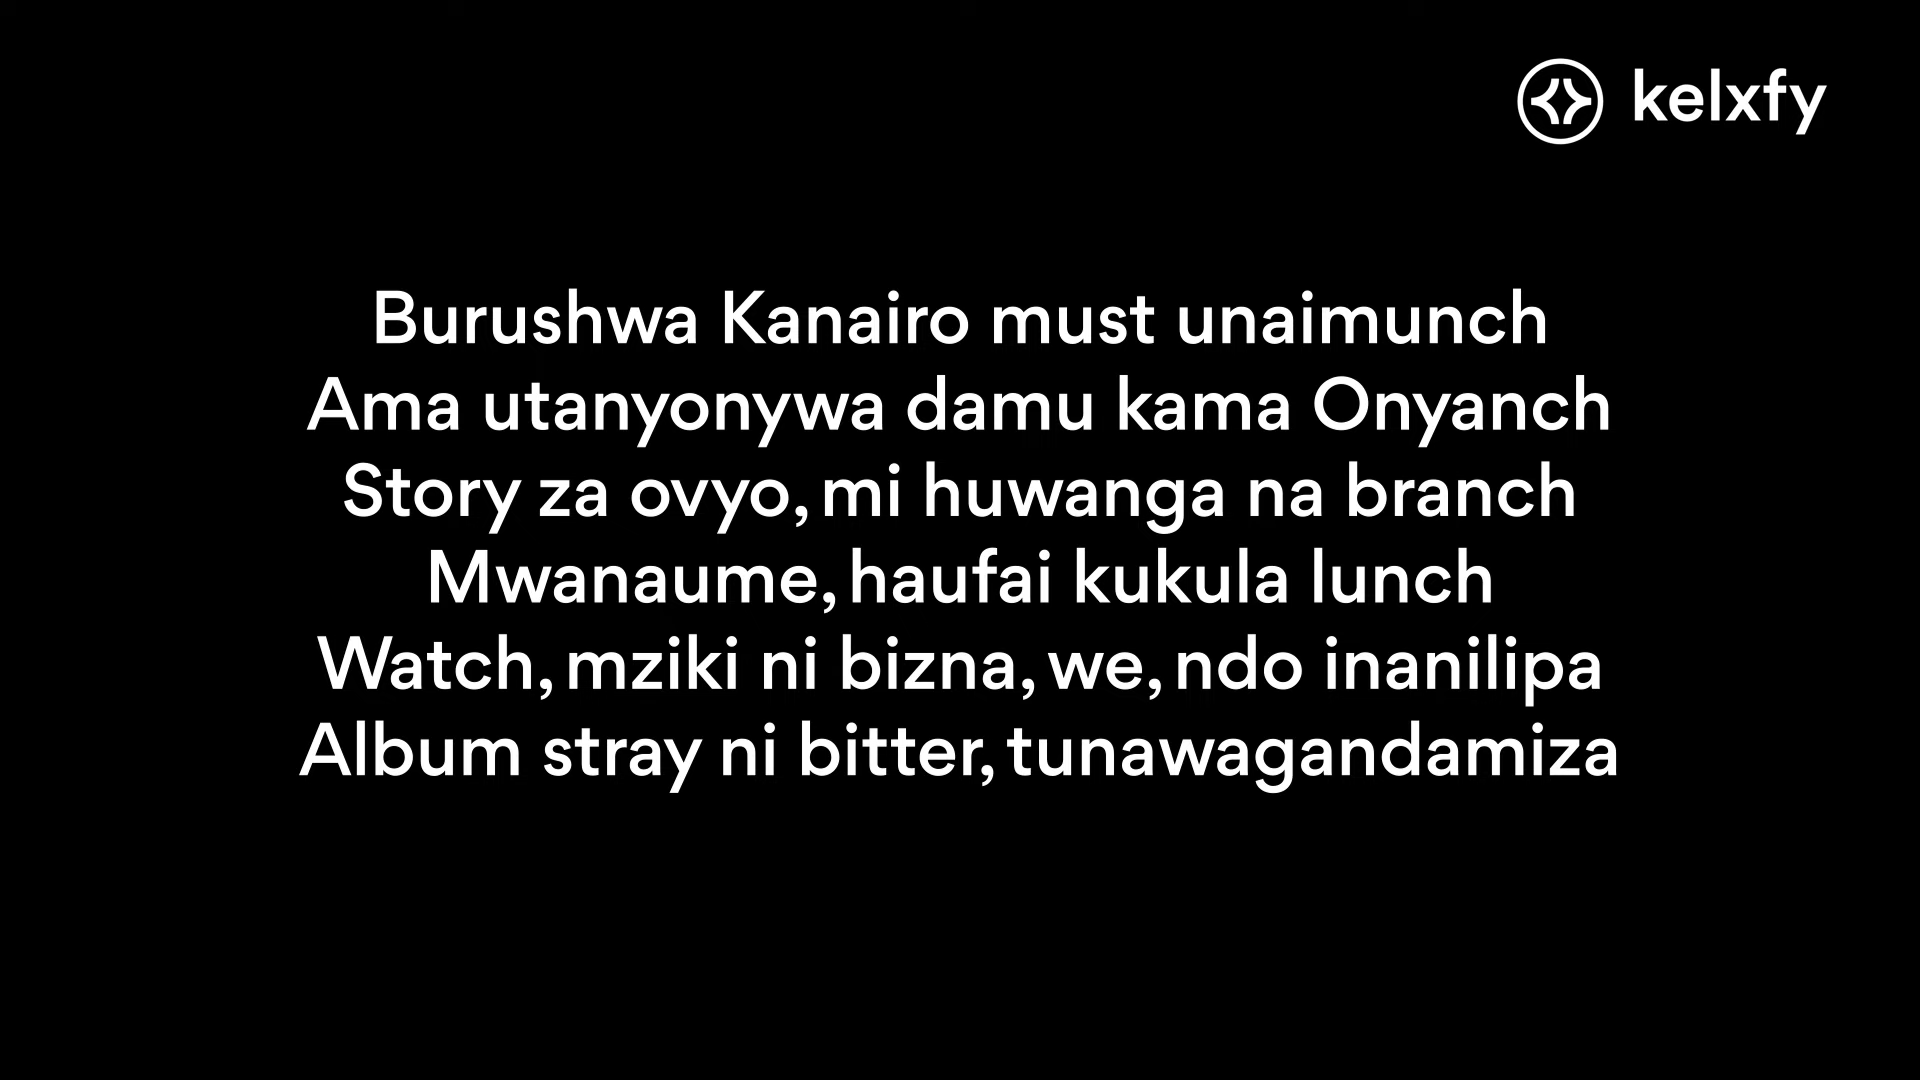 kelxfy
Burushwa Kanairo must unaimunch
Ama utanyonywa damu kama Onyanch
Story za ovyo, mi huwanga na branch
Mwanaume, haufai kukula lunch
Watch, mziki ni bizna, we, ndo inanilipa
Album stray ni bitter, tunawagandamiza